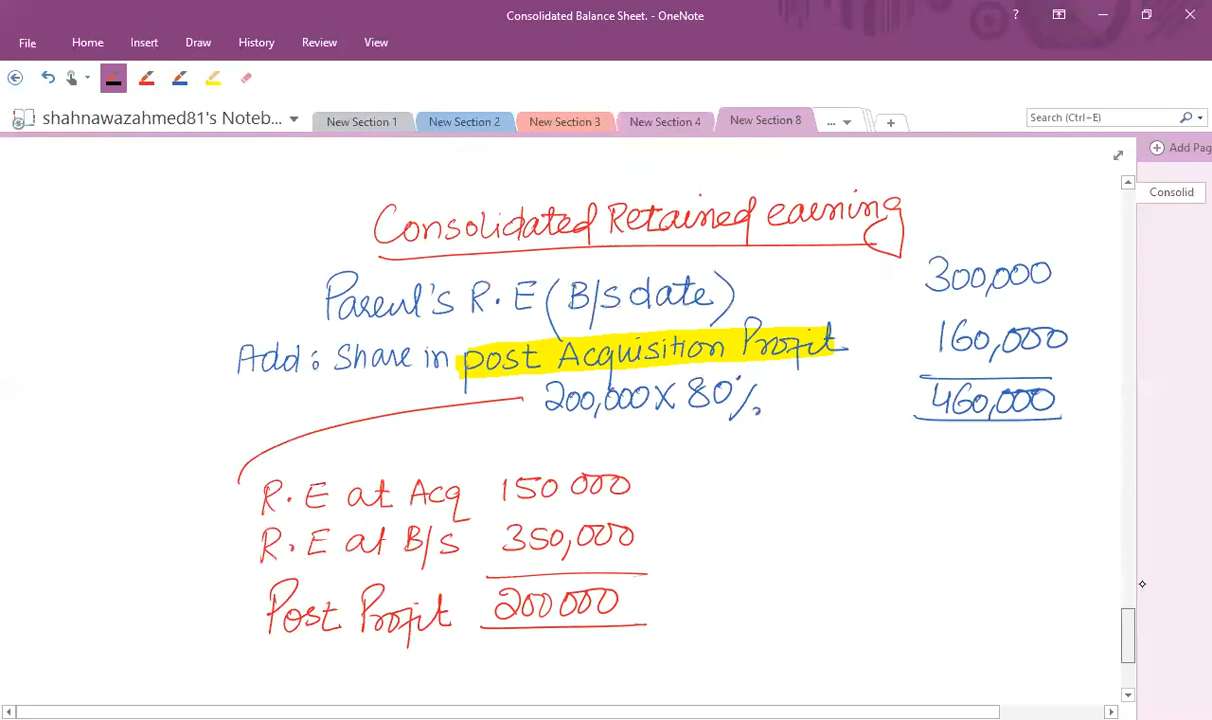 Consolidated Balance Sheet. - OneNote
?
File Home Insert Draw History Review View
shahnawazahmed81's Noteb... New Section 1 New Section 2 New Section 3 New Section 4 New Section 8 ... + Search (Ctrl+E)
Add Pag
Consolid
Consolidated Retained earning
Parent's R.E (B/s date) 300,000
Add: Share in post Acquisition Profit 160,000
200,000 X 80% 460,000
R.E at Acq 150 000
R.E at B/s 350,000
Post Profit 200 000